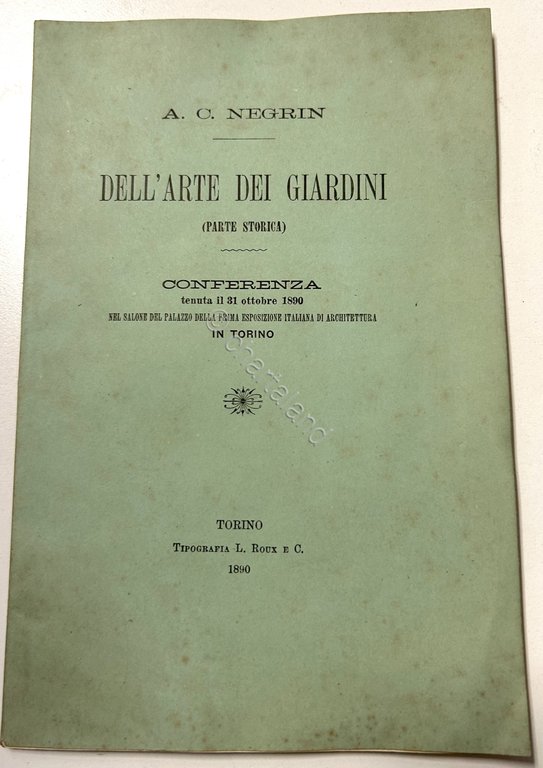 A. C. NEGRIN
DELL'ARTE DEI GIARDINI
(PARTE STORICA)
CONFERENZA
tenuta il 31 ottobre 1890
NEL SALONE DEL PALAZZO DELLA PRIMA ESPOSIZIONE ITALIANA DI ARCHITETTURA
IN TORINO
TORINO
TIPOGRAFIA L. ROUX E C.
1890